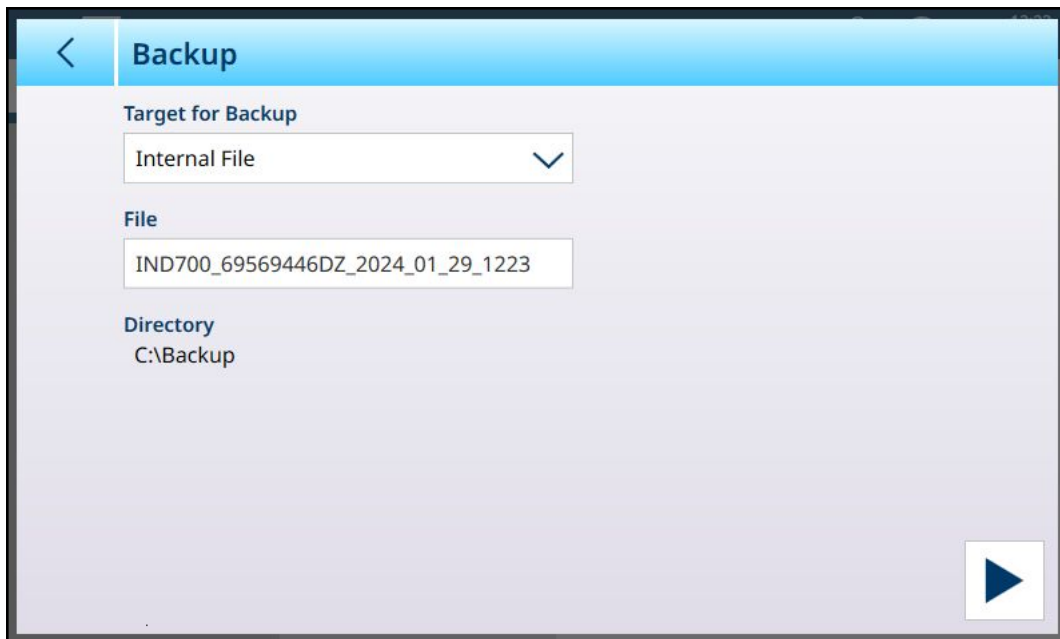 Backup
Target for Backup
Internal File
File
IND700_69569446DZ_2024_01_29_1223
Directory
C:\Backup